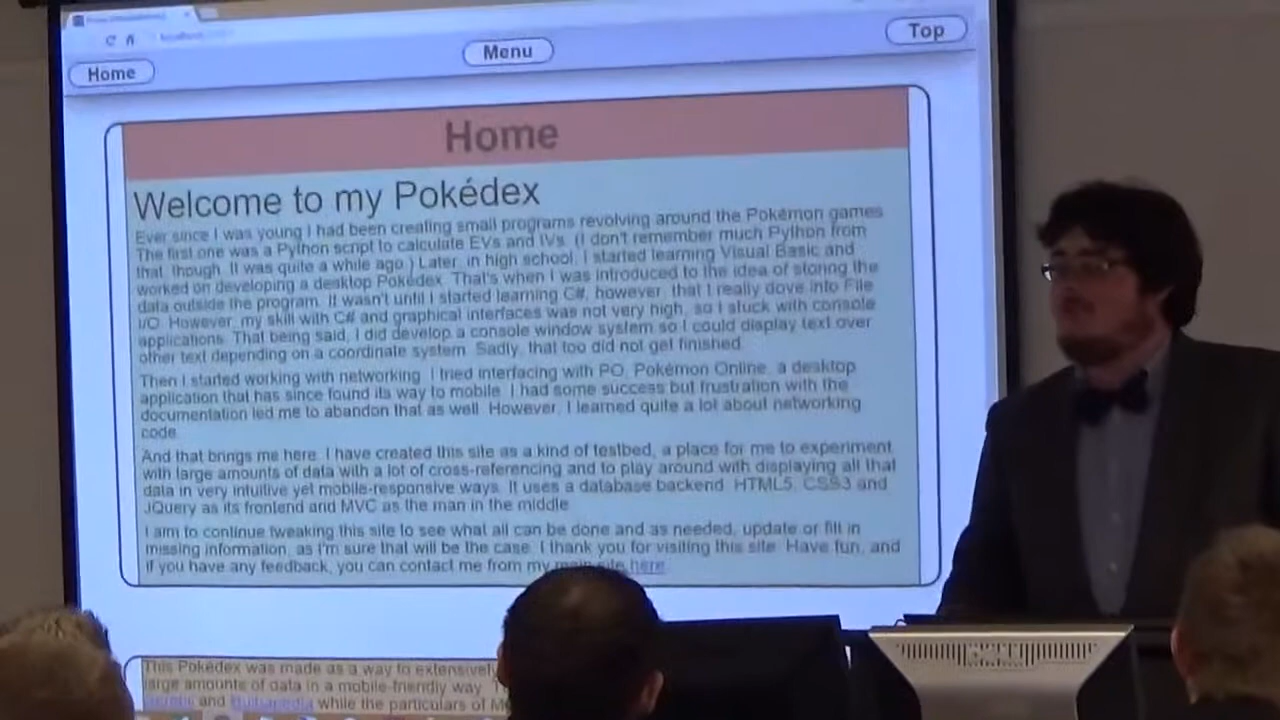 Home
Menu
Top
Home
Welcome to my Pokédex
Ever since I was young I had been creating small programs revolving around the Pokémon games
The first one was a Python script to calculate EVs and IVs. (I don't remember much Python from
that, though. It was quite a while ago.) Later, in high school, I started learning Visual Basic and
worked on developing a desktop Pokédex. That's when I was introduced to the idea of storing the
data outside the program. It wasn't until I started learning C#, however, that I really dove into File
I/O. However, my skill with C# and graphical interfaces was not very high, so I stuck with console
applications. That being said, I did develop a console window system so I could display text over
other text depending on a coordinate system. Sadly, that too did not get finished.
Then I started working with networking. I tried interfacing with PO, Pokémon Online, a desktop
application that has since found its way to mobile. I had some success but frustration with the
documentation led me to abandon that as well. However, I learned quite a lot about networking
code.
And that brings me here. I have created this site as a kind of testbed, a place for me to experiment
with large amounts of data with a lot of cross-referencing and to play around with displaying all that
data in very intuitive yet mobile-responsive ways. It uses a database backend, HTML5, CSS3 and
JQuery as its frontend and MVC as the man in the middle.
I aim to continue tweaking this site to see what all can be done and as needed, update or fill in
missing information, as I'm sure that will be the case. I thank you for visiting this site. Have fun, and
if you have any feedback, you can contact me from my main site here.
This Pokédex was made as a way to extensively
large amounts of data in a mobile-friendly way.
and Bulbapedia while the particulars of